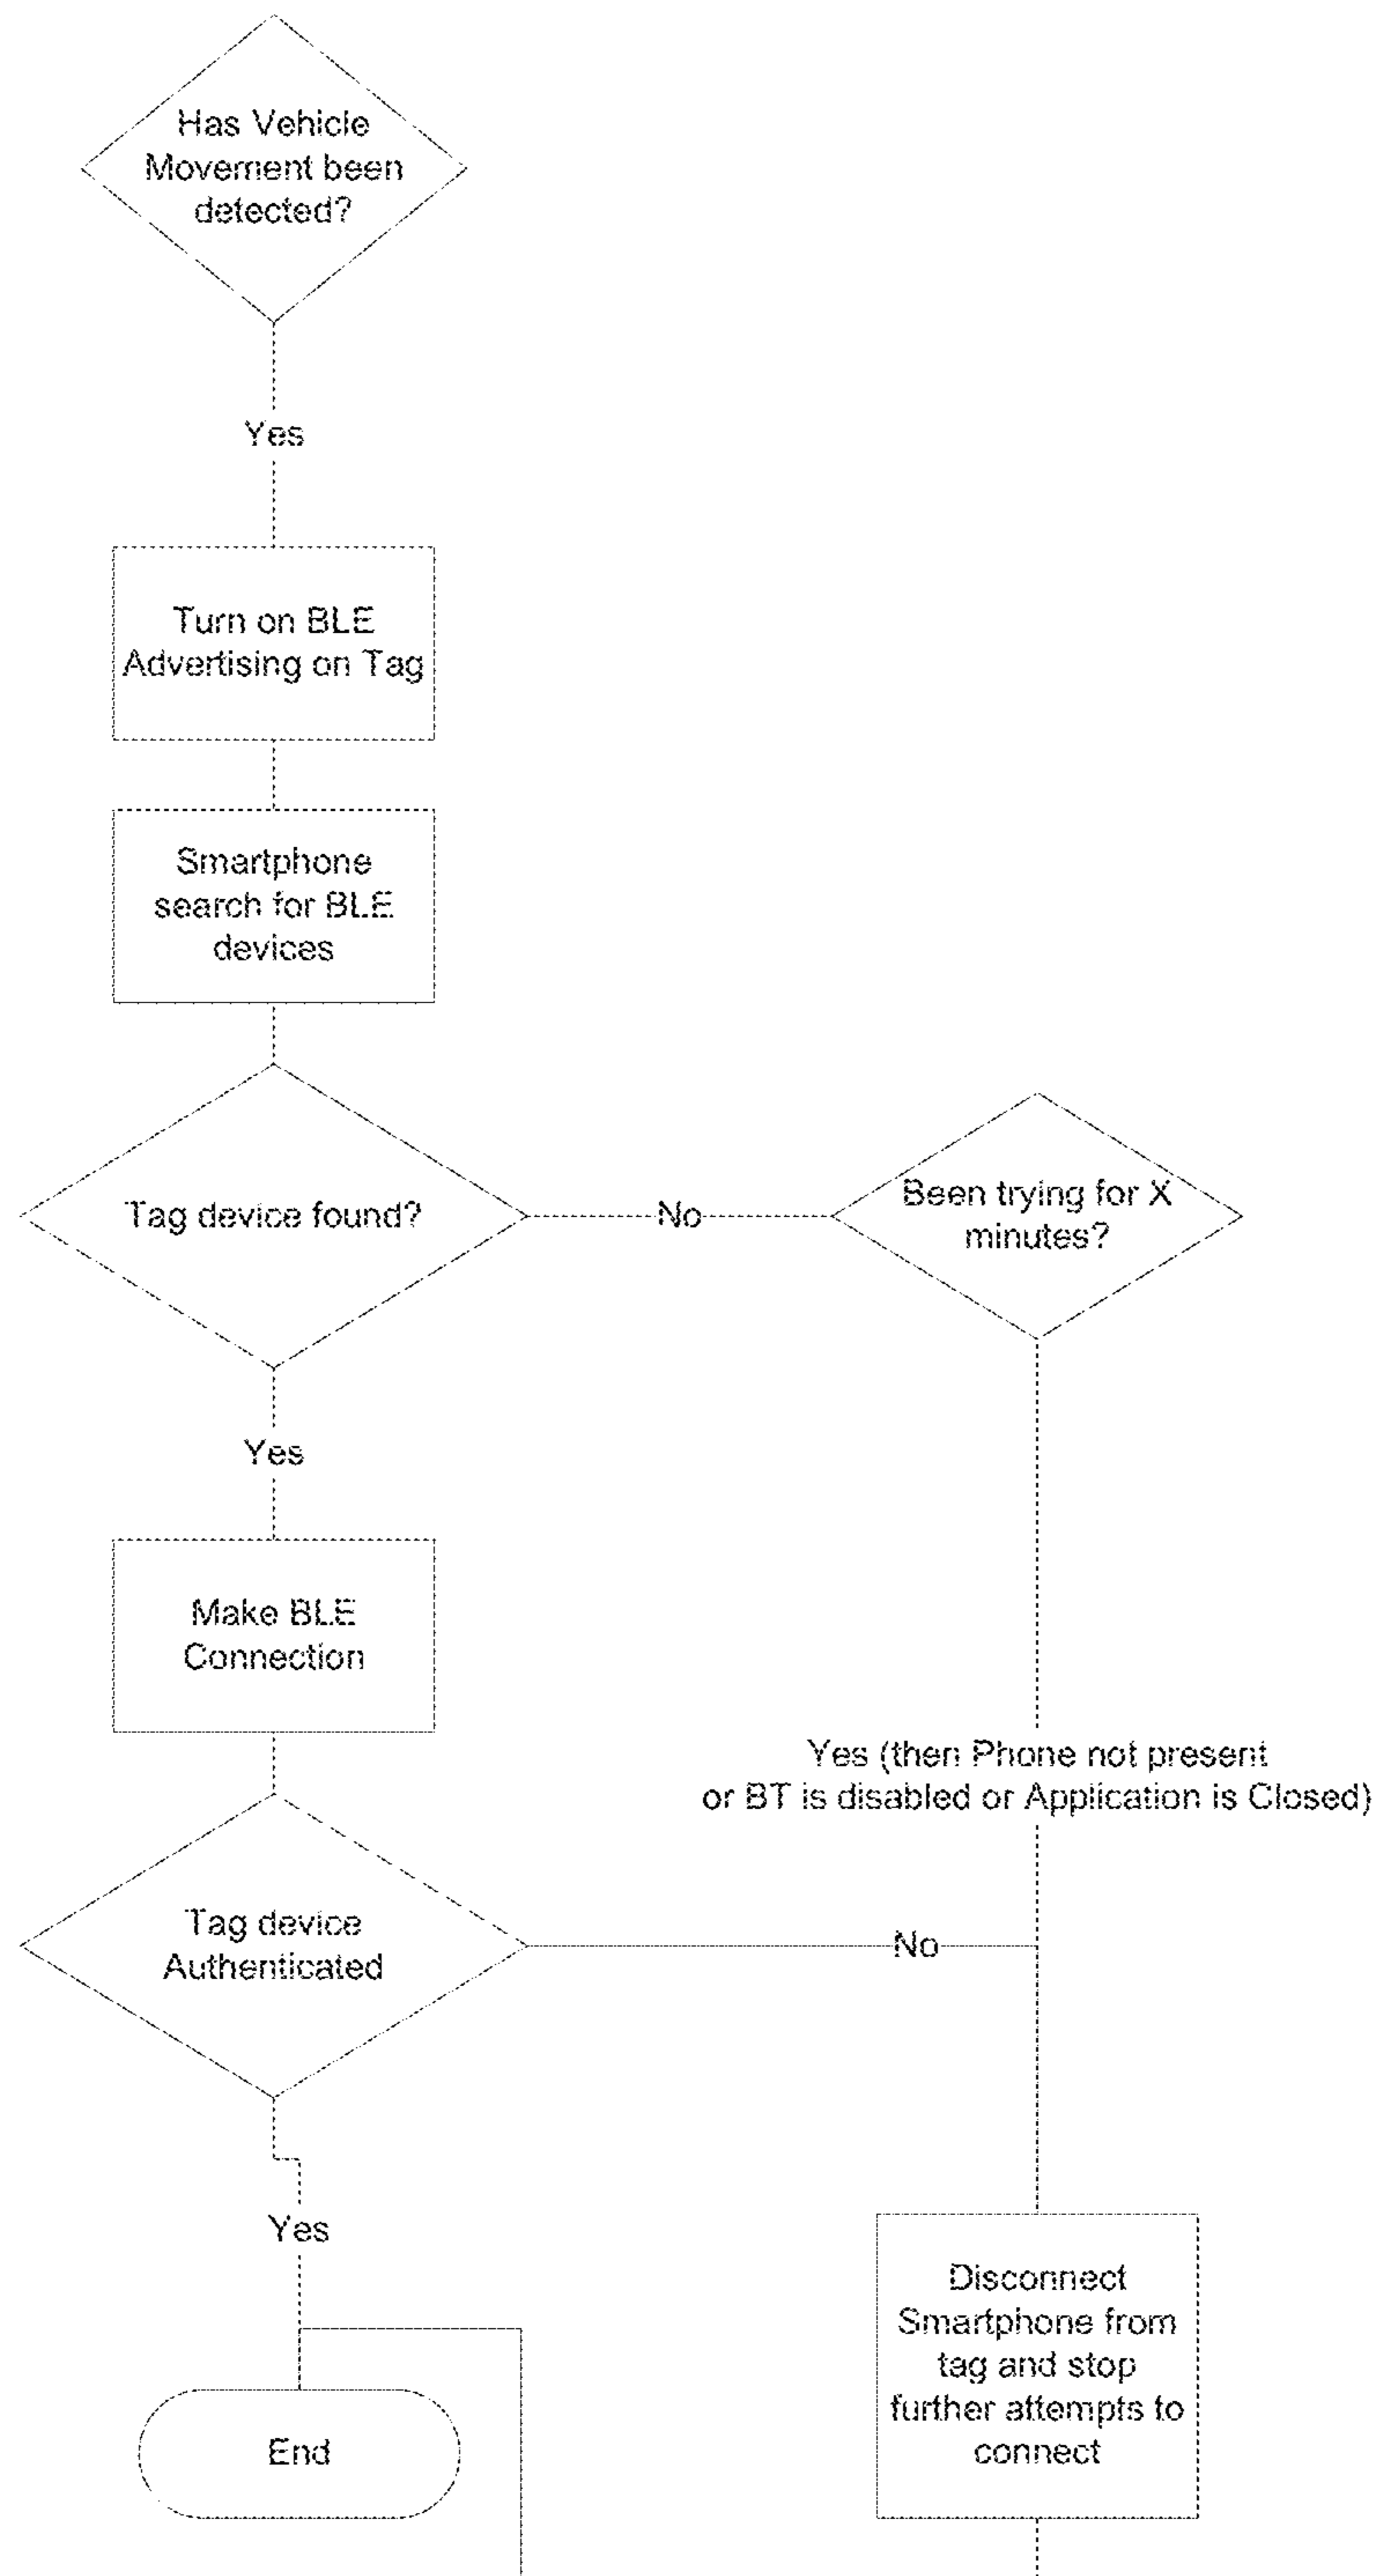 Has Vehicle
Movement been
detected?
Yes
Turn on BLE
Advertising on Tag
Smartphone
search for BLE
devices
Tag device found?
No
Been trying for X
minutes?
Yes
Make BLE
Connection
Yes (then Phone not present
or BT is disabled or Application is Closed)
Tag device
Authenticated
No
Yes
Disconnect
Smartphone from
tag and stop
further attempts to
connect
End